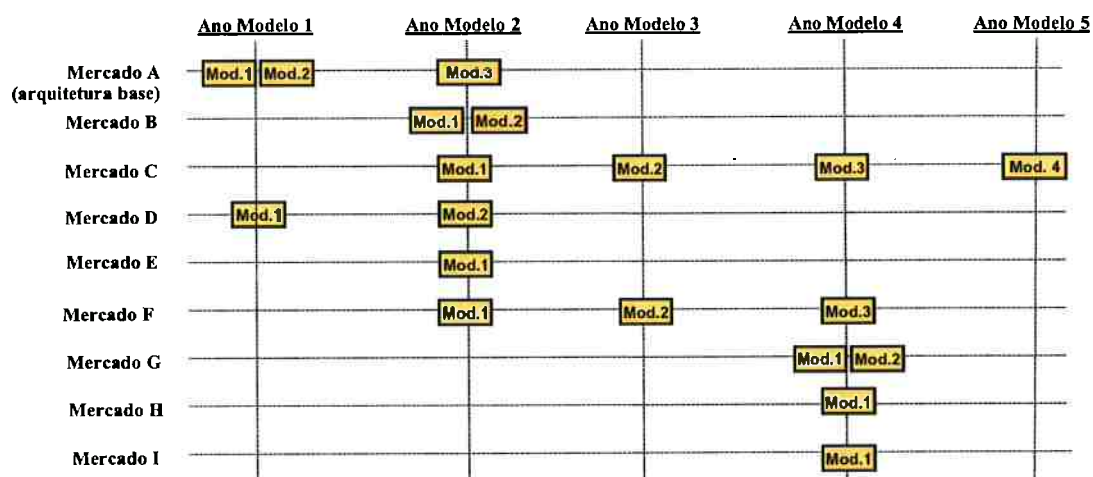 Ano Modelo 1 Ano Modelo 2 Ano Modelo 3 Ano Modelo 4 Ano Modelo 5
Mercado A Mod.1 Mod.2 Mod.3
(arquitetura base)
Mercado B Mod.1 Mod.2
Mercado C Mod.1 Mod.2 Mod.3 Mod. 4
Mercado D Mod.1 Mod.2
Mercado E Mod.1
Mercado F Mod.1 Mod.2 Mod.3
Mercado G Mod.1 Mod.2
Mercado H Mod.1
Mercado I Mod.1